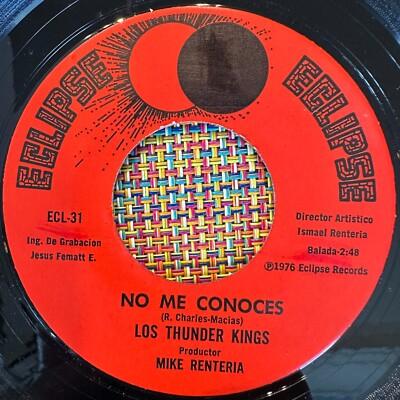 ECLIPSE
ECLIPSE
ECL-31
Ing. De Grabacion
Jesus Fematt E.
Director Artistico
Ismael Renteria
Balada-2:48
Ⓟ1976 Eclipse Records
NO ME CONOCES
(R. Charles-Macias)
LOS THUNDER KINGS
Productor
MIKE RENTERIA